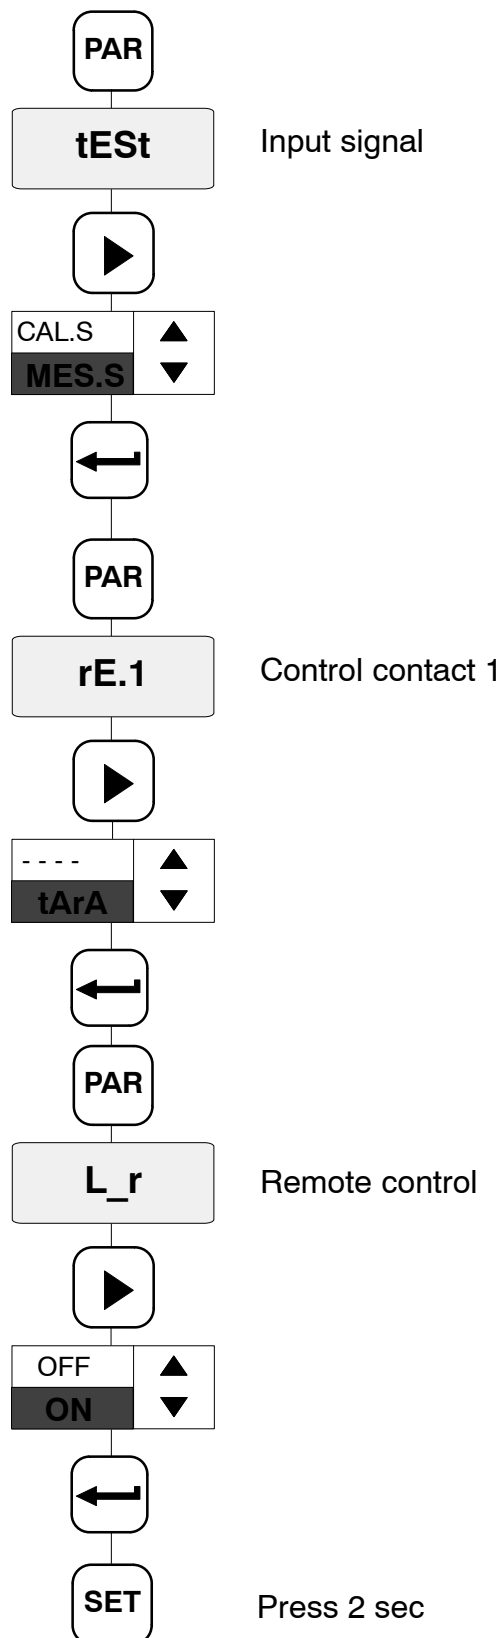 PAR
tESt Input signal
CAL.S
MES.S
PAR
rE.1 Control contact 1
- - - -
tArA
PAR
L_r Remote control
OFF
ON
SET Press 2 sec